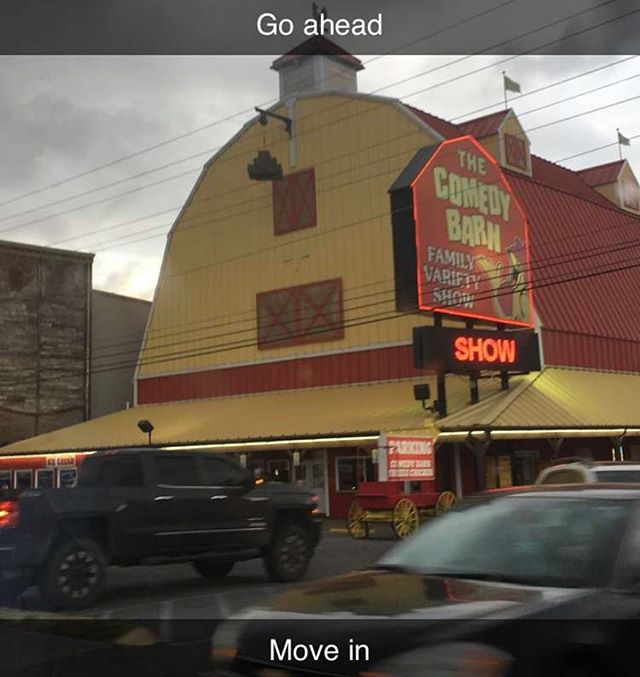 Go ahead
THE
COMEDY
BARN
FAMILY
VARIETY
SHOW
SHOW
PARKING
Move in